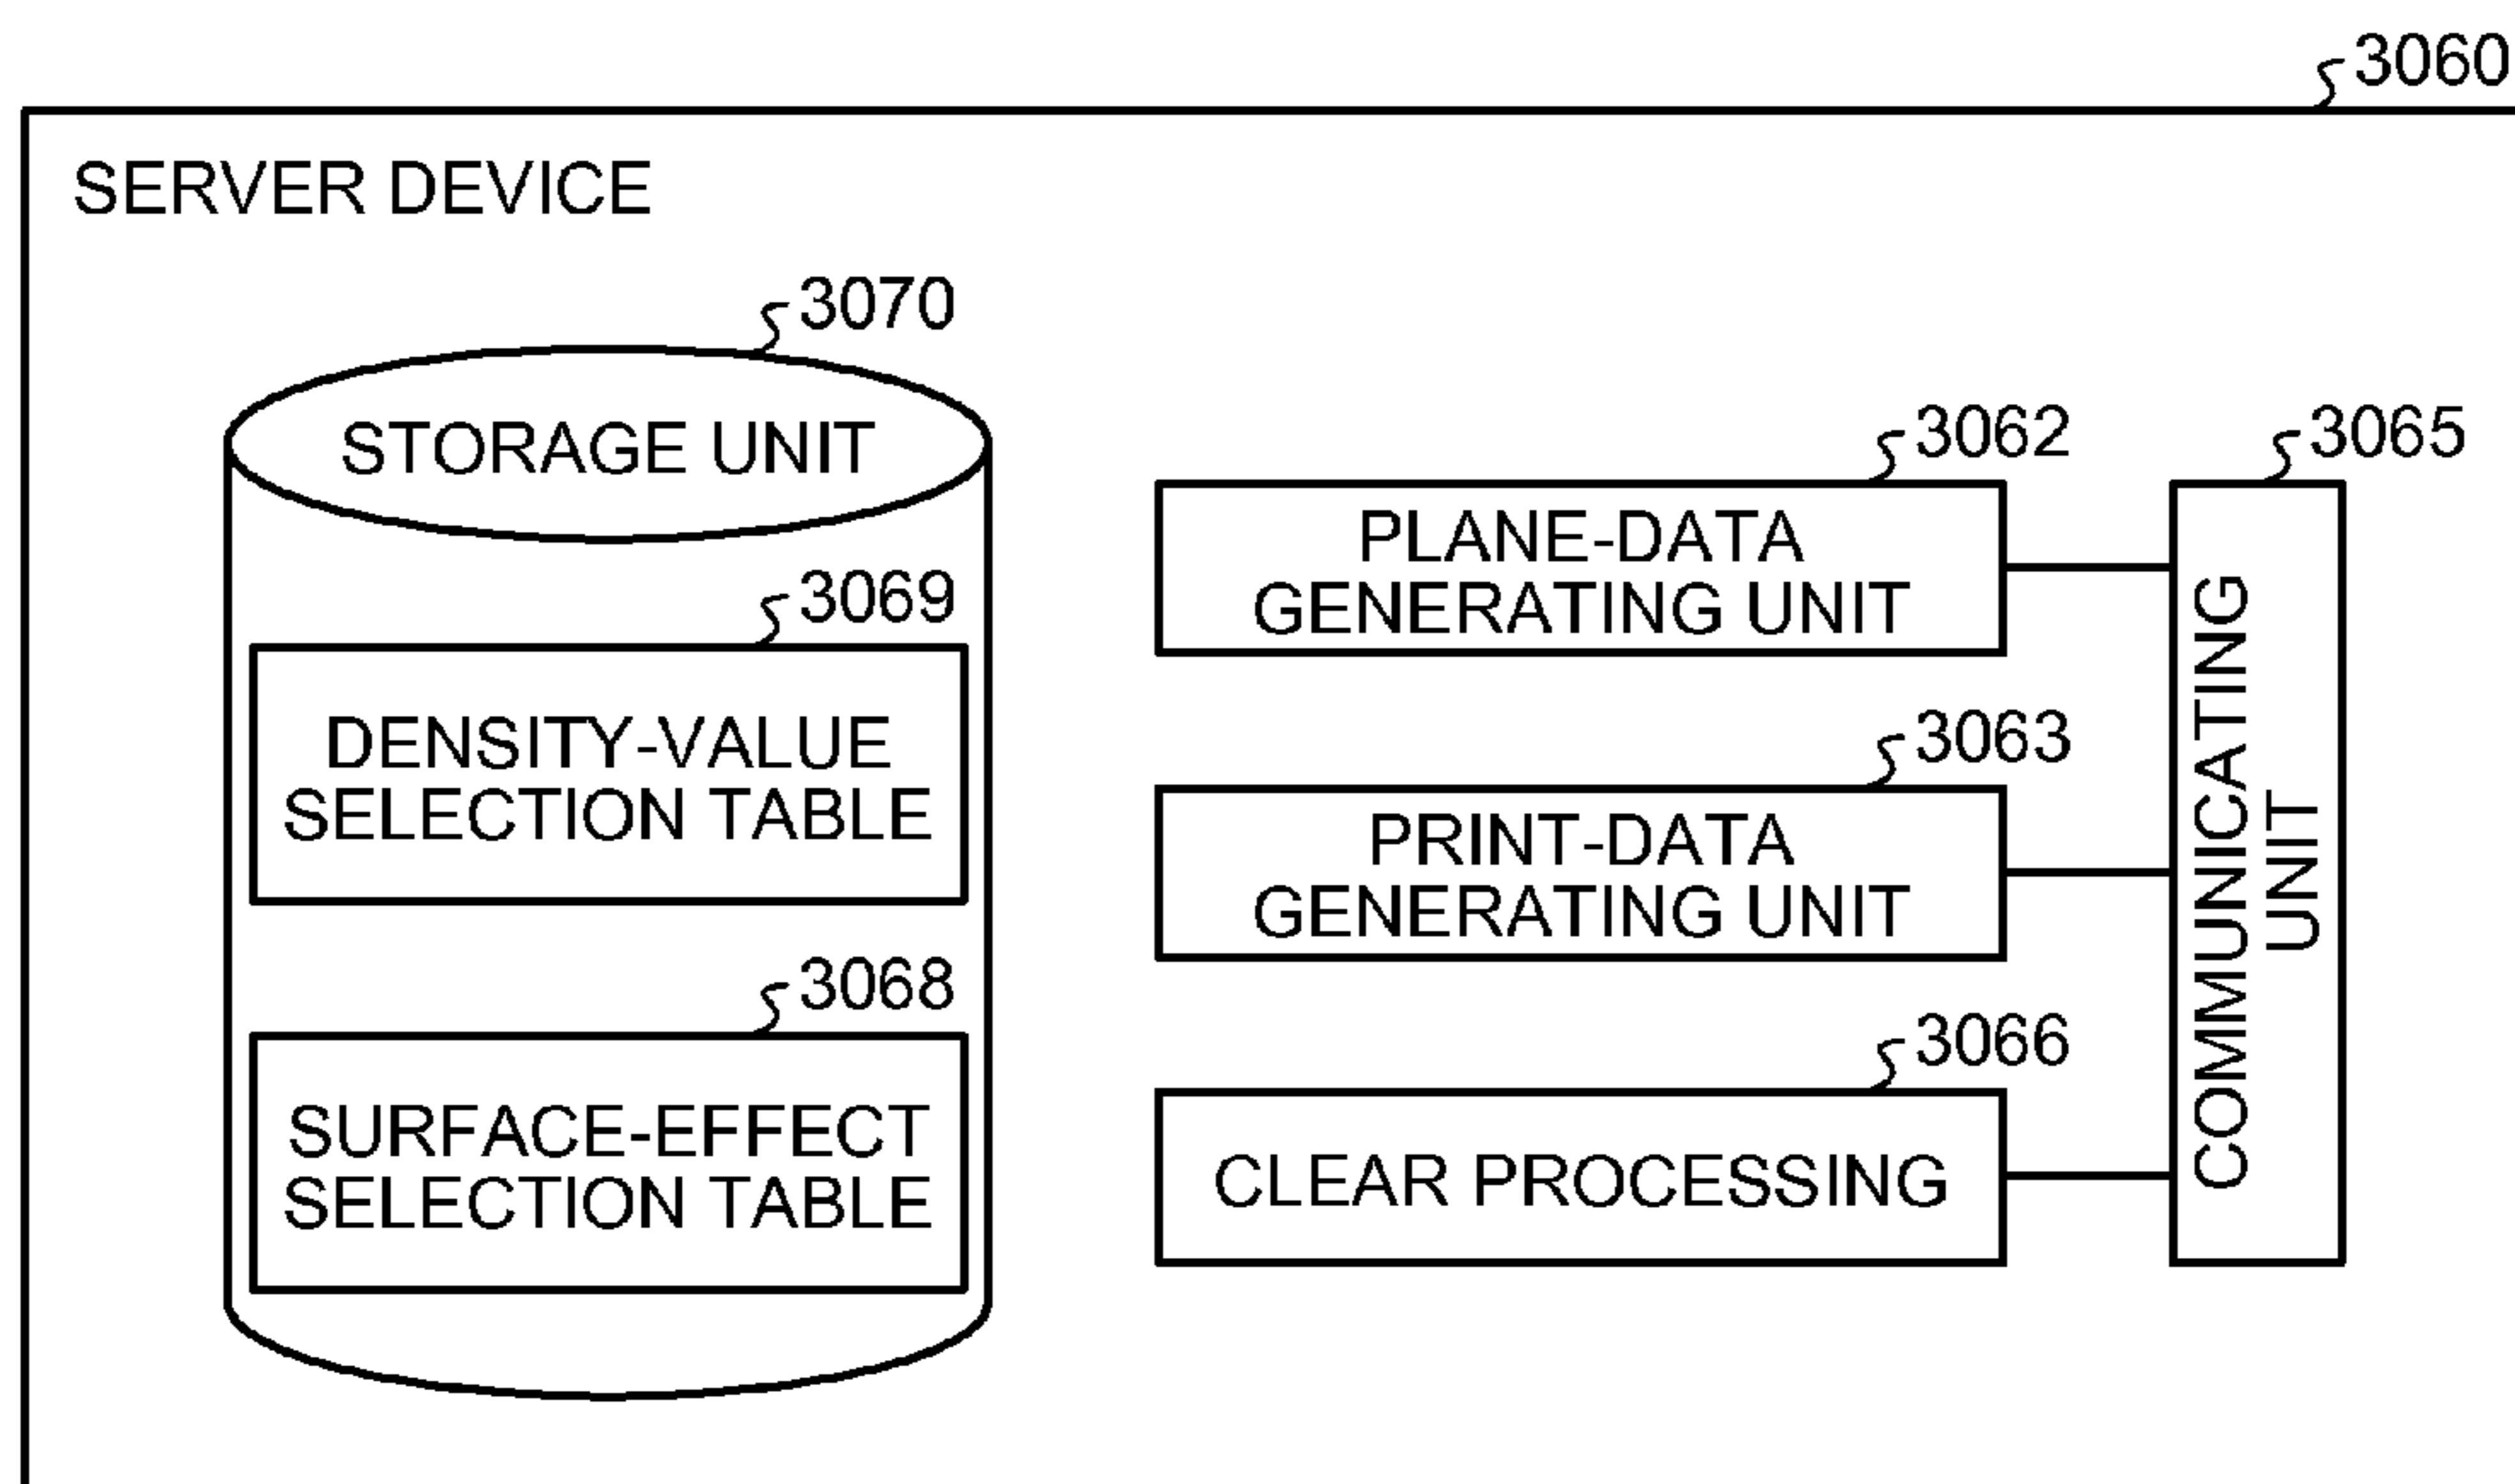 3060
SERVER DEVICE
3070
STORAGE UNIT
3069
DENSITY-VALUE
SELECTION TABLE
3068
SURFACE-EFFECT
SELECTION TABLE
3062
PLANE-DATA
GENERATING UNIT
3063
PRINT-DATA
GENERATING UNIT
3066
CLEAR PROCESSING
3065
COMMUNICATING
UNIT